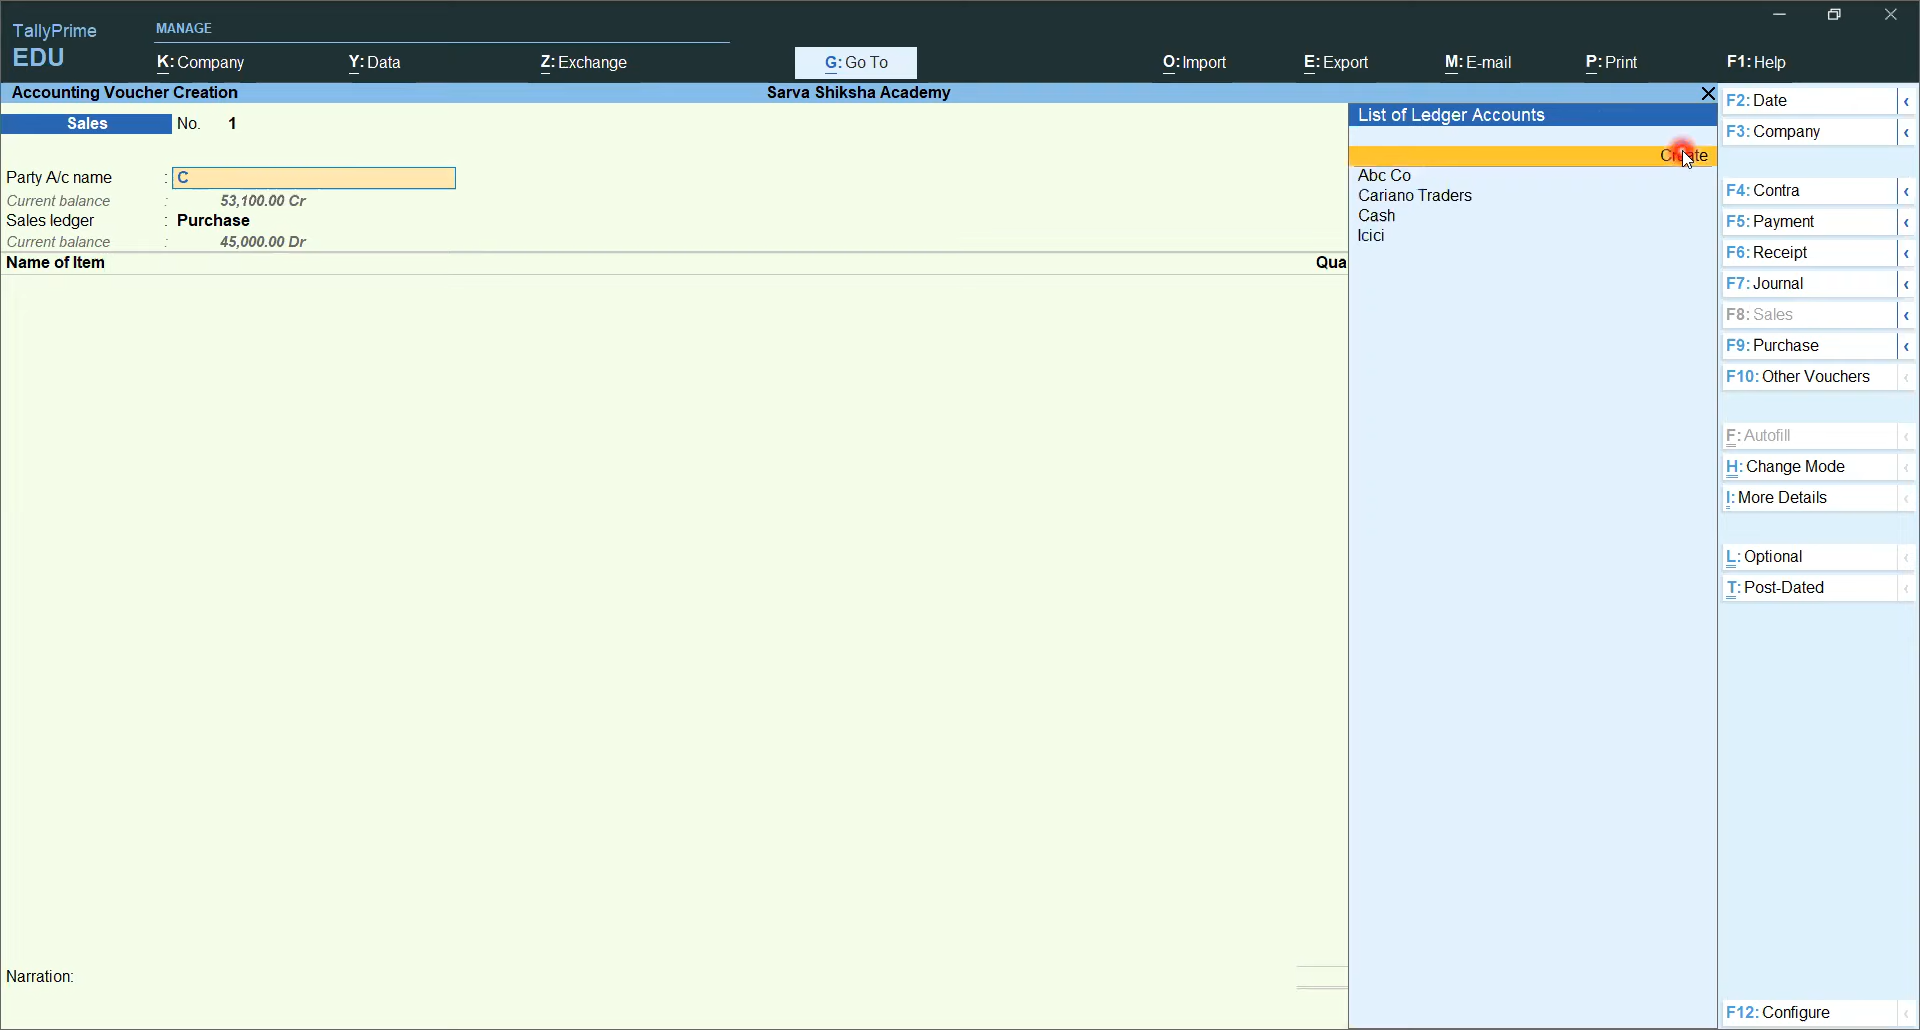 TallyPrime
EDU
MANAGE
K: Company
Y: Data
Z: Exchange
G: Go To
O: Import
E: Export
M: E-mail
P: Print
F1: Help
Accounting Voucher Creation
Sarva Shiksha Academy
Sales No. 1
Party A/c name : C
Current balance : 53,100.00 Cr
Sales ledger : Purchase
Current balance : 45,000.00 Dr
Name of Item
Qua
Narration:
List of Ledger Accounts
Create
Abc Co
Cariano Traders
Cash
Icici
F2: Date
F3: Company
F4: Contra
F5: Payment
F6: Receipt
F7: Journal
F8: Sales
F9: Purchase
F10: Other Vouchers
F: Autofill
H: Change Mode
I: More Details
L: Optional
T: Post-Dated
F12: Configure